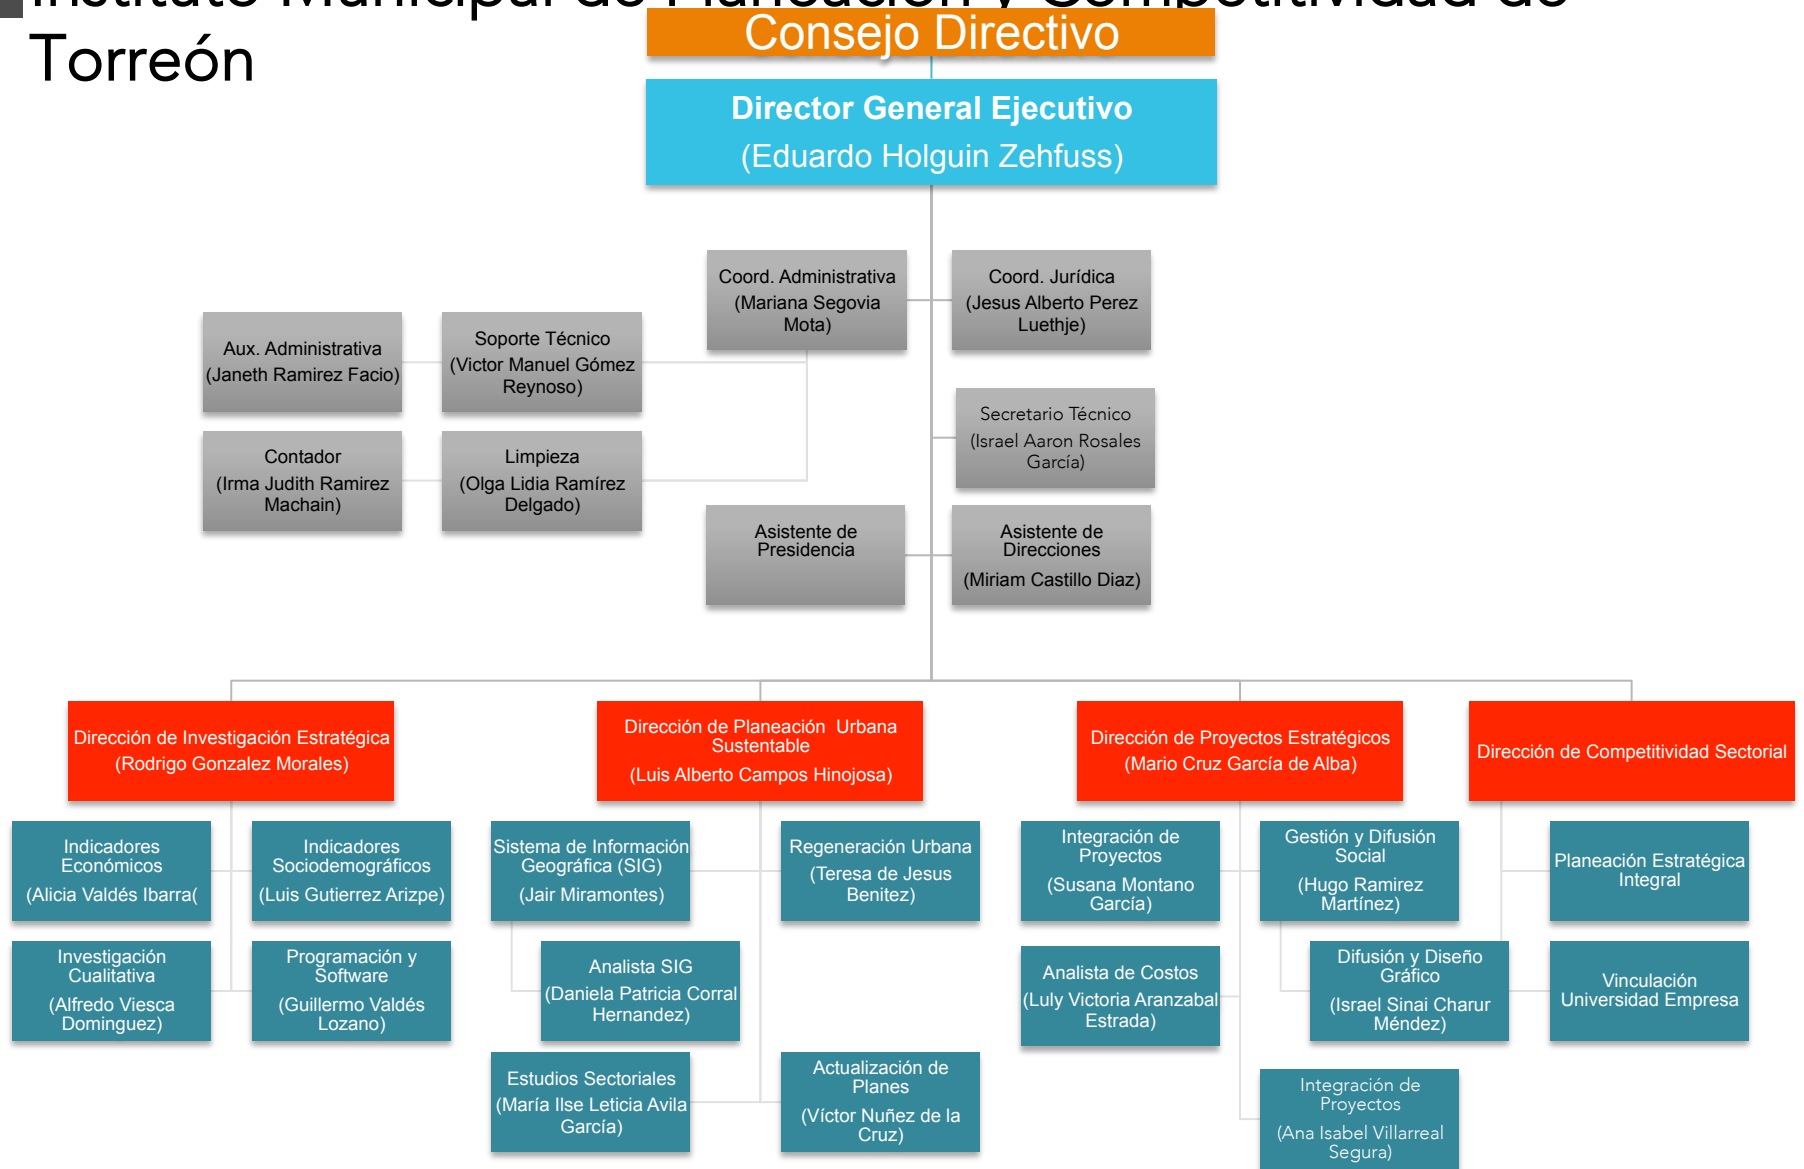 Instituto Municipal de Planeación y Competitividad de
Torreón
Consejo Directivo
Director General Ejecutivo
(Eduardo Holguin Zehfuss)
Coord. Administrativa
(Mariana Segovia
Mota)
Coord. Jurídica
(Jesus Alberto Perez
Luethje)
Aux. Administrativa
(Janeth Ramirez Facio)
Soporte Técnico
(Victor Manuel Gómez
Reynoso)
Secretario Técnico
(Israel Aaron Rosales
García)
Contador
(Irma Judith Ramirez
Machain)
Limpieza
(Olga Lidia Ramírez
Delgado)
Asistente de
Presidencia
Asistente de
Direcciones
(Miriam Castillo Diaz)
Dirección de Investigación Estratégica
(Rodrigo Gonzalez Morales)
Dirección de Planeación  Urbana
Sustentable
(Luis Alberto Campos Hinojosa)
Dirección de Proyectos Estratégicos
(Mario Cruz García de Alba)
Dirección de Competitividad Sectorial
Indicadores
Económicos
(Alicia Valdés Ibarra(
Indicadores
Sociodemográficos
(Luis Gutierrez Arizpe)
Sistema de Información
Geográfica (SIG)
(Jair Miramontes)
Regeneración Urbana
(Teresa de Jesus
Benitez)
Integración de
Proyectos
(Susana Montano
García)
Gestión y Difusión
Social
(Hugo Ramirez
Martínez)
Planeación Estratégica
Integral
Investigación
Cualitativa
(Alfredo Viesca
Dominguez)
Programación y
Software
(Guillermo Valdés
Lozano)
Analista SIG
(Daniela Patricia Corral
Hernandez)
Analista de Costos
(Luly Victoria Aranzabal
Estrada)
Difusión y Diseño
Gráfico
(Israel Sinai Charur
Méndez)
Vinculación
Universidad Empresa
Estudios Sectoriales
(María Ilse Leticia Avila
García)
Actualización de
Planes
(Víctor Nuñez de la
Cruz)
Integración de
Proyectos
(Ana Isabel Villarreal
Segura)